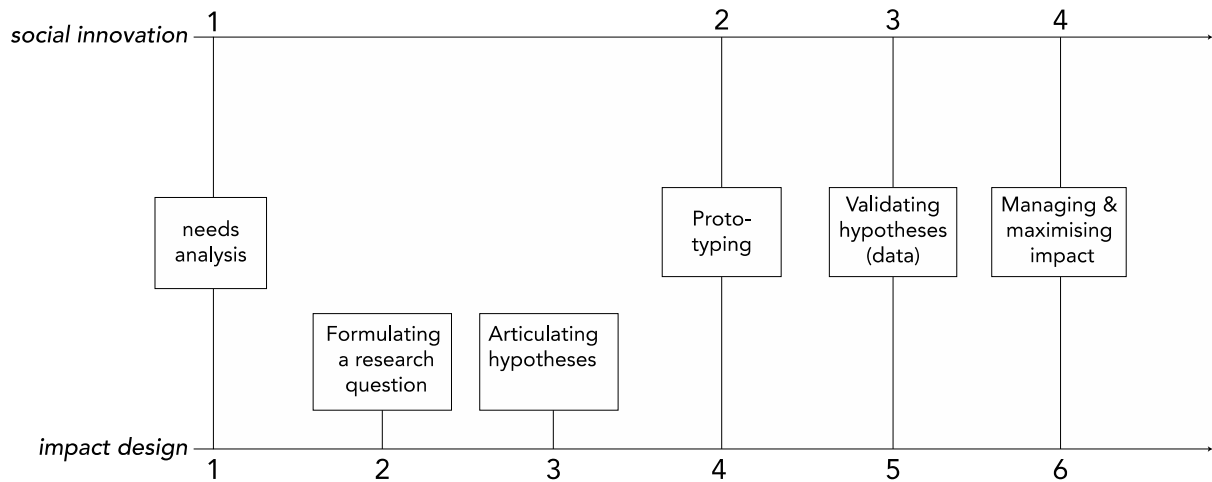 1
2
3
4
social innovation
needs
analysis
Proto-
typing
Validating
hypotheses
(data)
Managing &
maximising
impact
Formulating
a research
question
Articulating
hypotheses
impact design
1
2
3
4
5
6